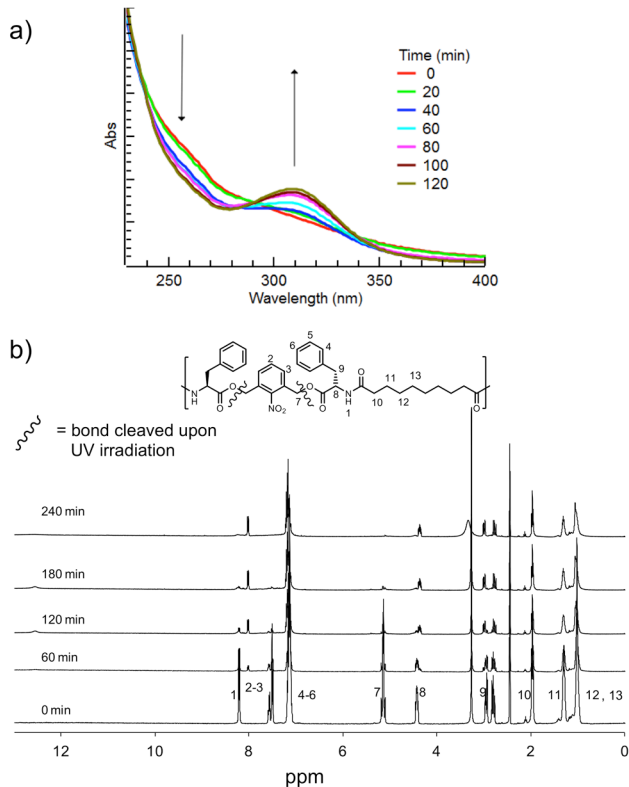 a)
Abs
Time (min)
0
20
40
60
80
100
120
250 300 350 400
Wavelength (nm)
b)
5
6 4
2 3 9 13
11
O O O
N H O O 8 N 10 12
H O NO₂ 7 O H O
1
= bond cleaved upon
UV irradiation
240 min
180 min
120 min
60 min
0 min
1 2-3 4-6 7 8 9 10 11 12 , 13
12 10 8 6 4 2 0
ppm